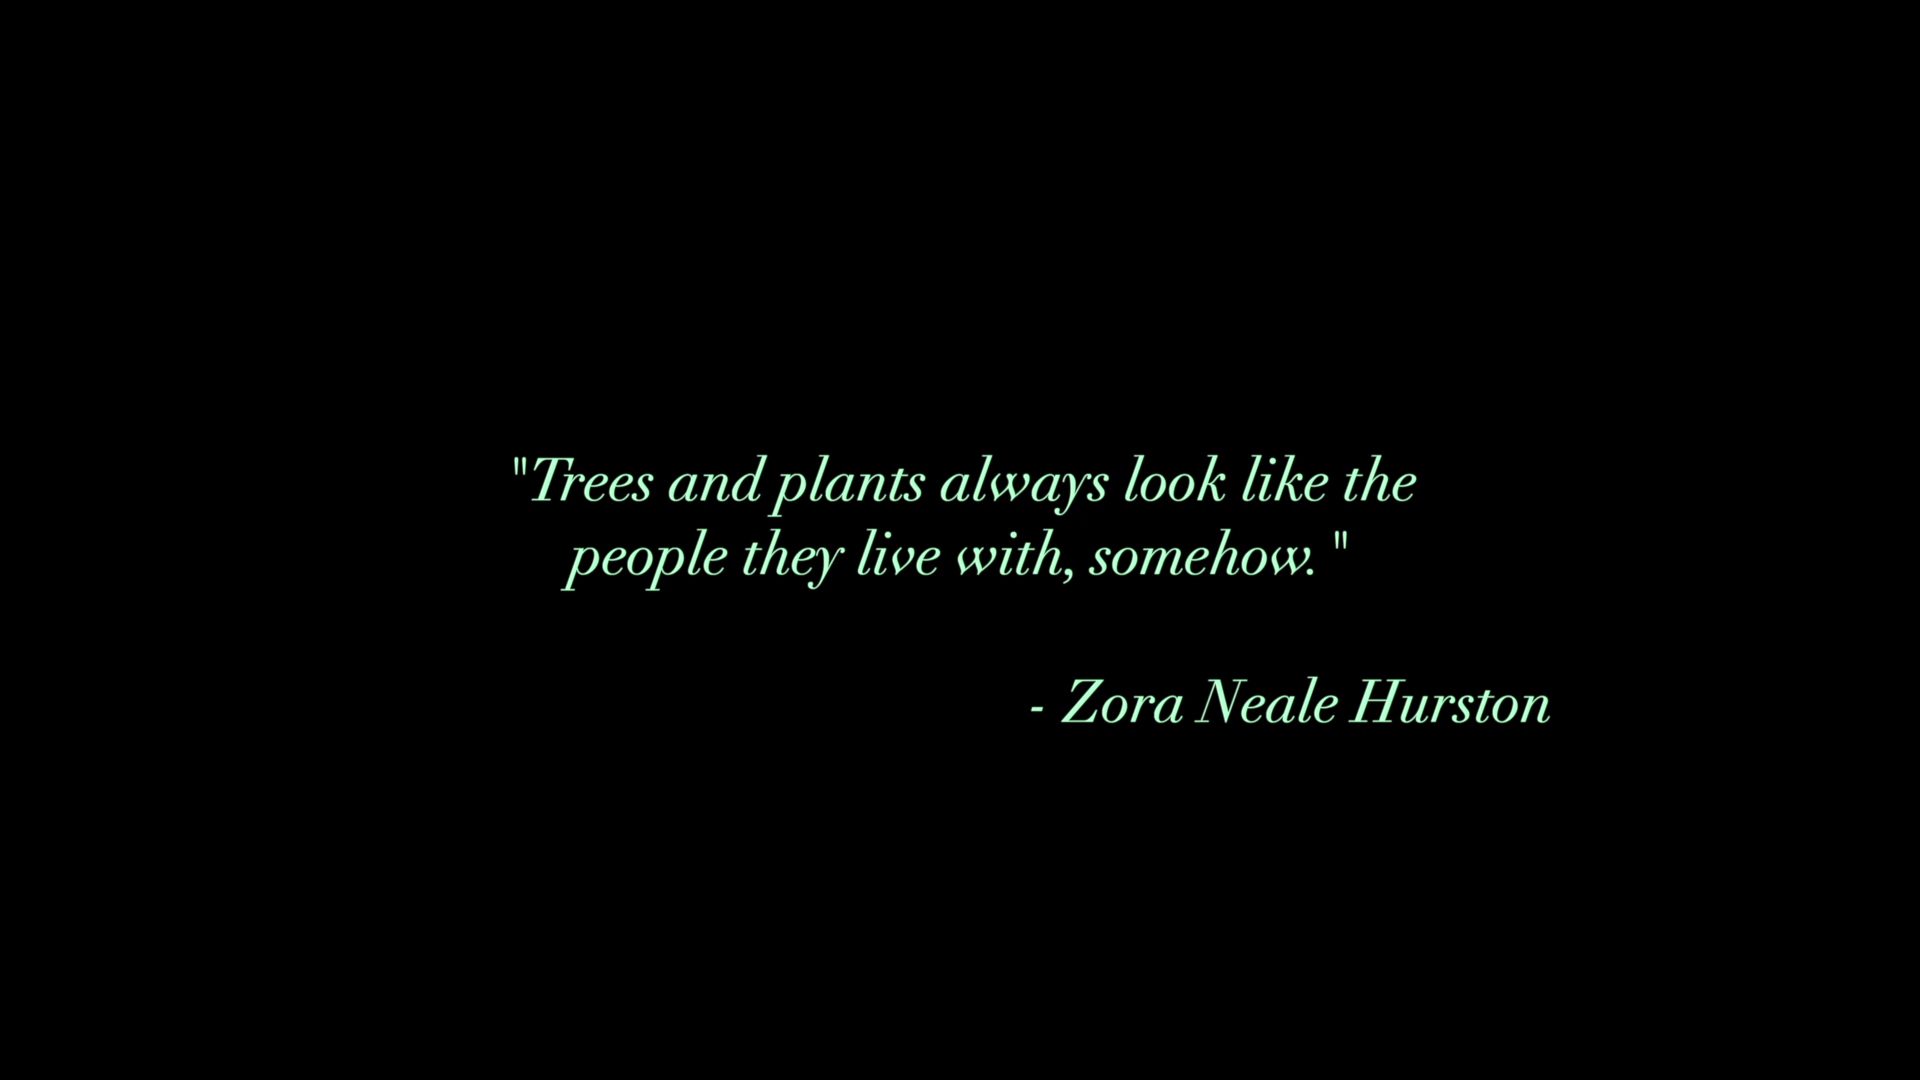 "Trees and plants always look like the
people they live with, somehow. "
- Zora Neale Hurston